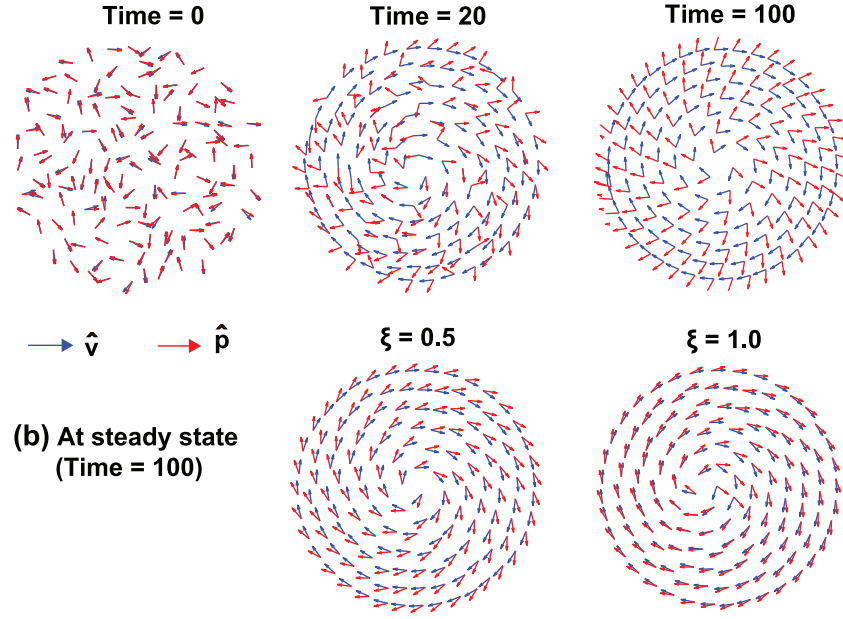 Time = 0
Time = 20
Time = 100
v̂
p̂
ξ = 0.5
ξ = 1.0
(b) At steady state
(Time = 100)